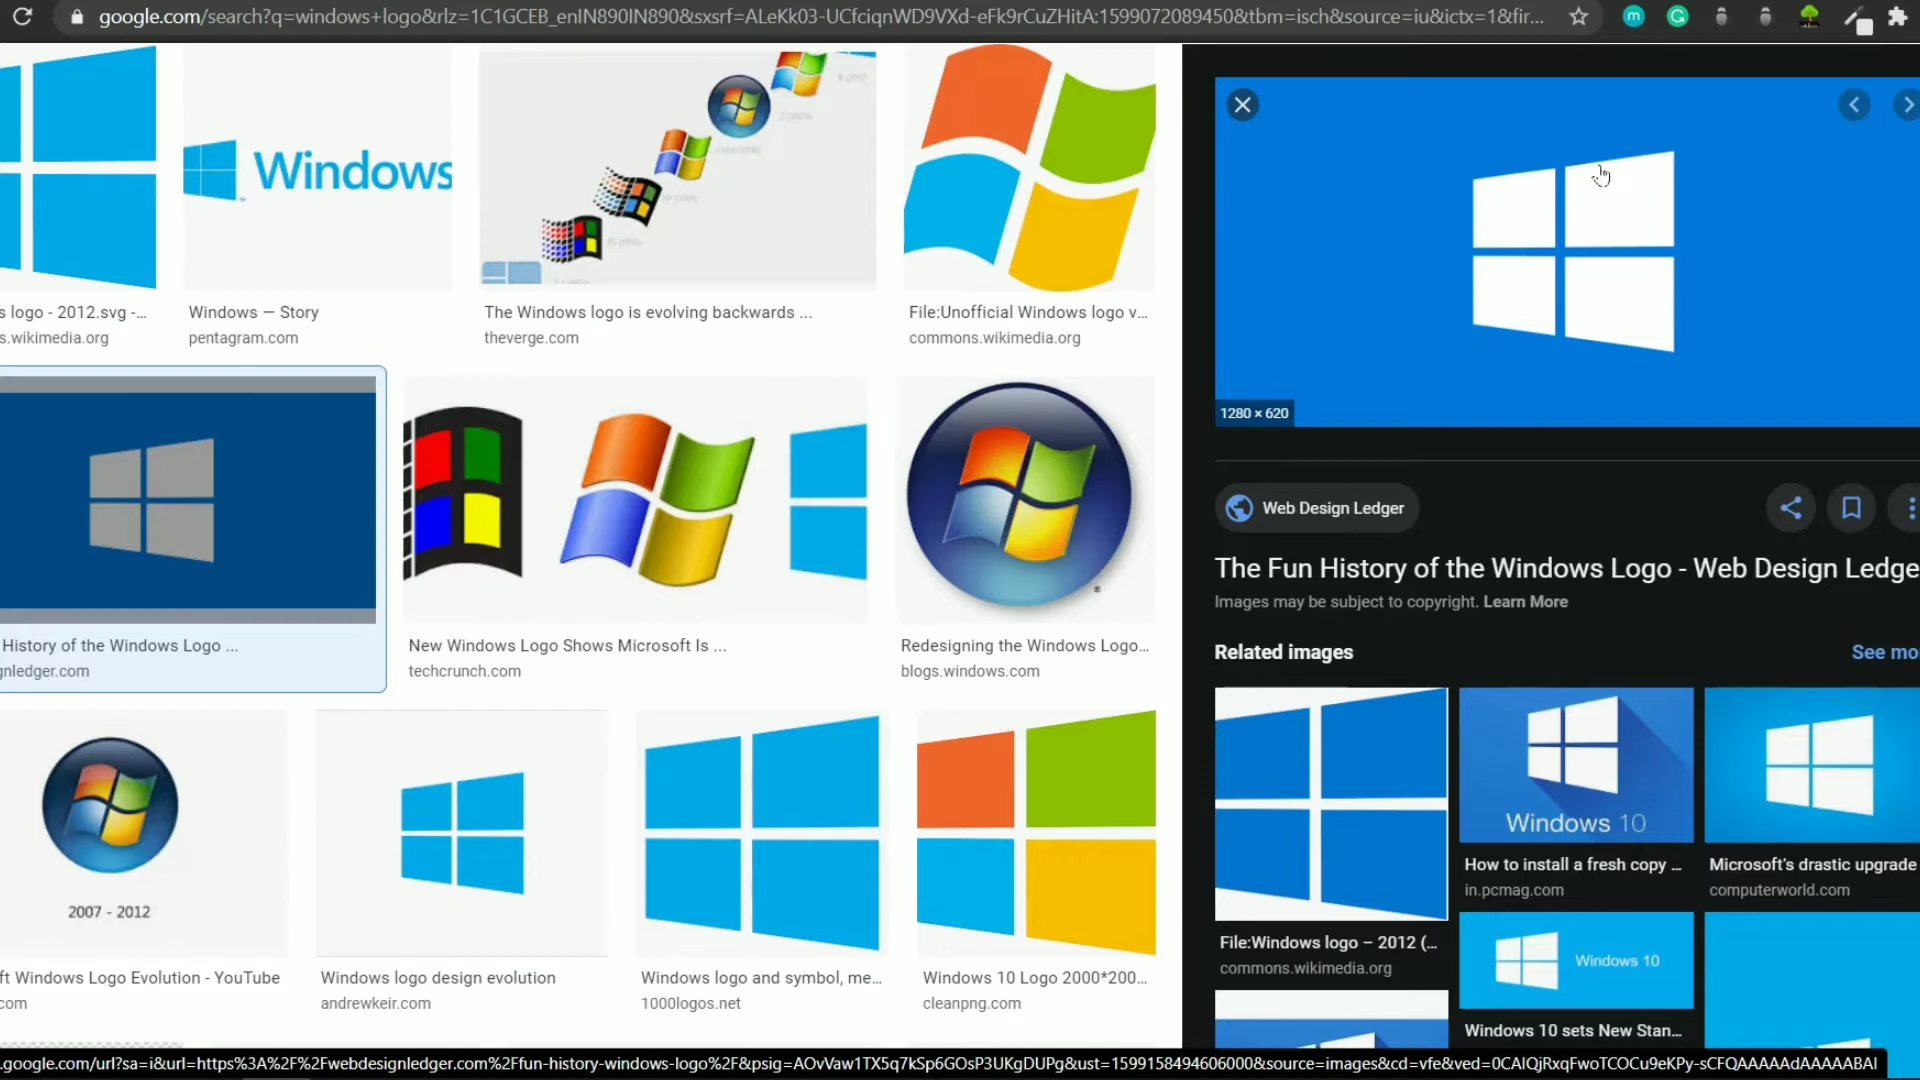 google.com/search?q=windows+logo&rlz=1C1GCEB_enIN890IN890&sxsrf=ALeKk03-UCfciqnWD9VXd-eFk9rCuZHitA:1599072089450&tbm=isch&source=iu&ictx=1&fir...
Windows
s logo - 2012.svg -...
s.wikimedia.org
Windows — Story
pentagram.com
The Windows logo is evolving backwards ...
theverge.com
File:Unofficial Windows logo v...
commons.wikimedia.org
History of the Windows Logo ...
gnledger.com
New Windows Logo Shows Microsoft Is ...
techcrunch.com
Redesigning the Windows Logo...
blogs.windows.com
2007 - 2012
ft Windows Logo Evolution - YouTube
com
Windows logo design evolution
andrewkeir.com
Windows logo and symbol, me...
1000logos.net
Windows 10 Logo 2000*200...
cleanpng.com
1280 × 620
Web Design Ledger
The Fun History of the Windows Logo - Web Design Ledge
Images may be subject to copyright. Learn More
Related images
See mo
File:Windows logo – 2012 (...
commons.wikimedia.org
Windows 10
How to install a fresh copy ...
in.pcmag.com
Microsoft's drastic upgrade
computerworld.com
Windows 10
Windows 10 sets New Stan...
.google.com/url?sa=i&url=https%3A%2F%2Fwebdesignledger.com%2Ffun-history-windows-logo%2F&psig=AOvVaw1TX5q7kSp6GOsP3UKgDUPg&ust=1599158494606000&source=images&cd=vfe&ved=0CAIQjRxqFwoTCOCu9eKPy-sCFQAAAAAdAAAAABAI